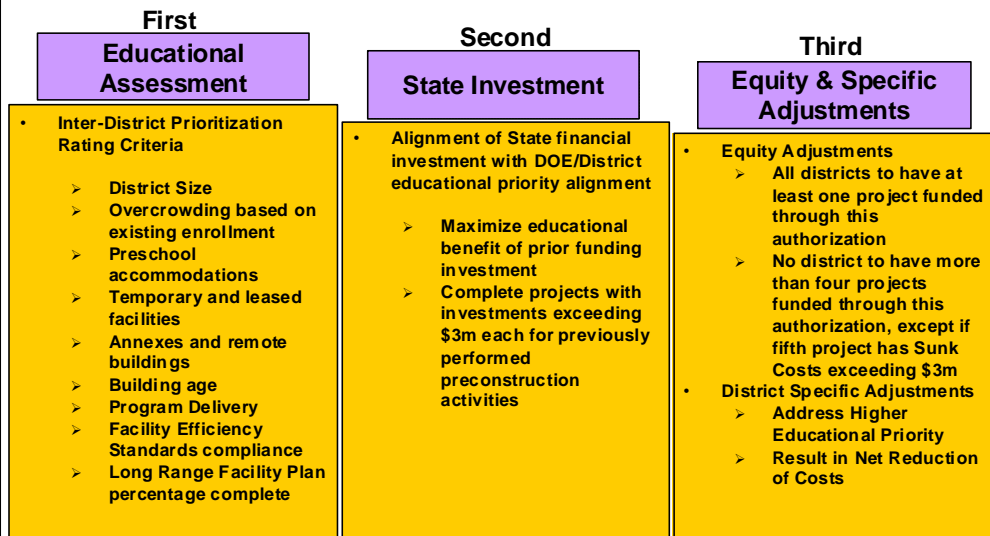 First
Educational
Assessment
• Inter-District Prioritization
Rating Criteria
➢ District Size
➢ Overcrowding based on
existing enrollment
➢ Preschool
accommodations
➢ Temporary and leased
facilities
➢ Annexes and remote
buildings
➢ Building age
➢ Program Delivery
➢ Facility Efficiency
Standards compliance
➢ Long Range Facility Plan
percentage complete
Second
State Investment
• Alignment of State financial
investment with DOE/District
educational priority alignment
➢ Maximize educational
benefit of prior funding
investment
➢ Complete projects with
investments exceeding
$3m each for previously
performed
preconstruction
activities
Third
Equity & Specific
Adjustments
• Equity Adjustments
➢ All districts to have at
least one project funded
through this
authorization
➢ No district to have more
than four projects
funded through this
authorization, except if
fifth project has Sunk
Costs exceeding $3m
• District Specific Adjustments
➢ Address Higher
Educational Priority
➢ Result in Net Reduction
of Costs